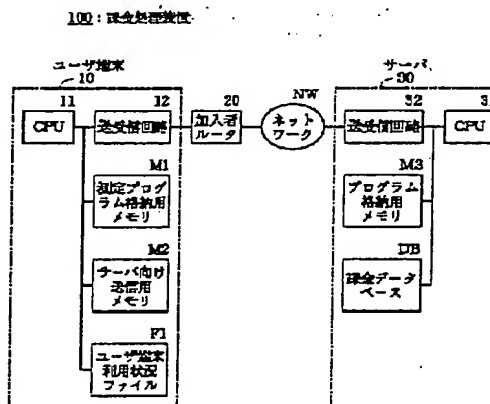 100：課金処理装置
ユーザ端末
10
サーバ、
30
11
12
20
NW
32
3
CPU
送受信回路
加入者
ルータ
ネット
ワーク
送受信回路
CPU
M1
測定プログ
ラム格納用
メモリ
M3
プログラム
格納用
メモリ
M2
サーバ向け
送信用
メモリ
DB
課金データ
ベース
F1
ユーザ端末
利用状況
ファイル